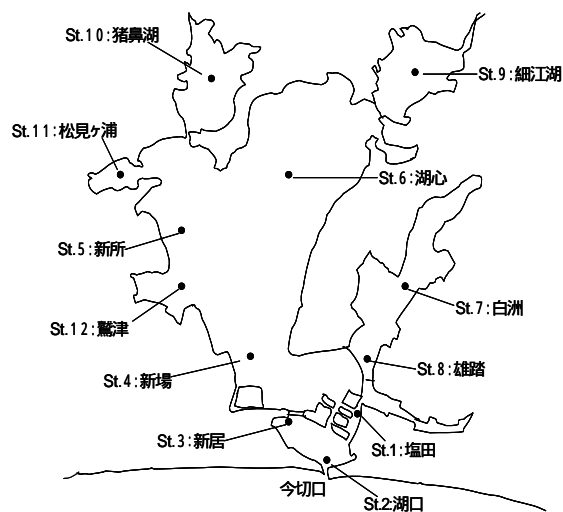 St.10:猪鼻湖
St.9:細江湖
St.11:松見ヶ浦
St.6:湖心
St.5:新所
St.7:白洲
St.12:鷲津
St.8:雄踏
St.4:新場
St.3:新居
St.1:塩田
今切口
St.2:湖口